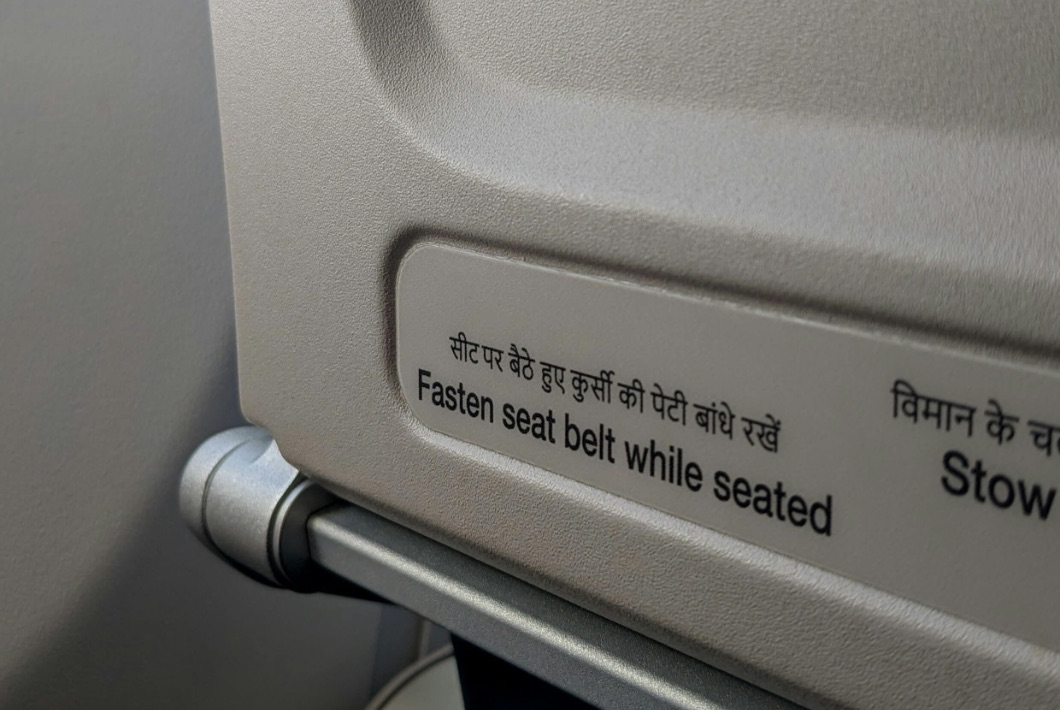 सीट पर बैठे हुए कुर्सी की पेटी बांधे रखें
Fasten seat belt while seated
विमान के
Stow